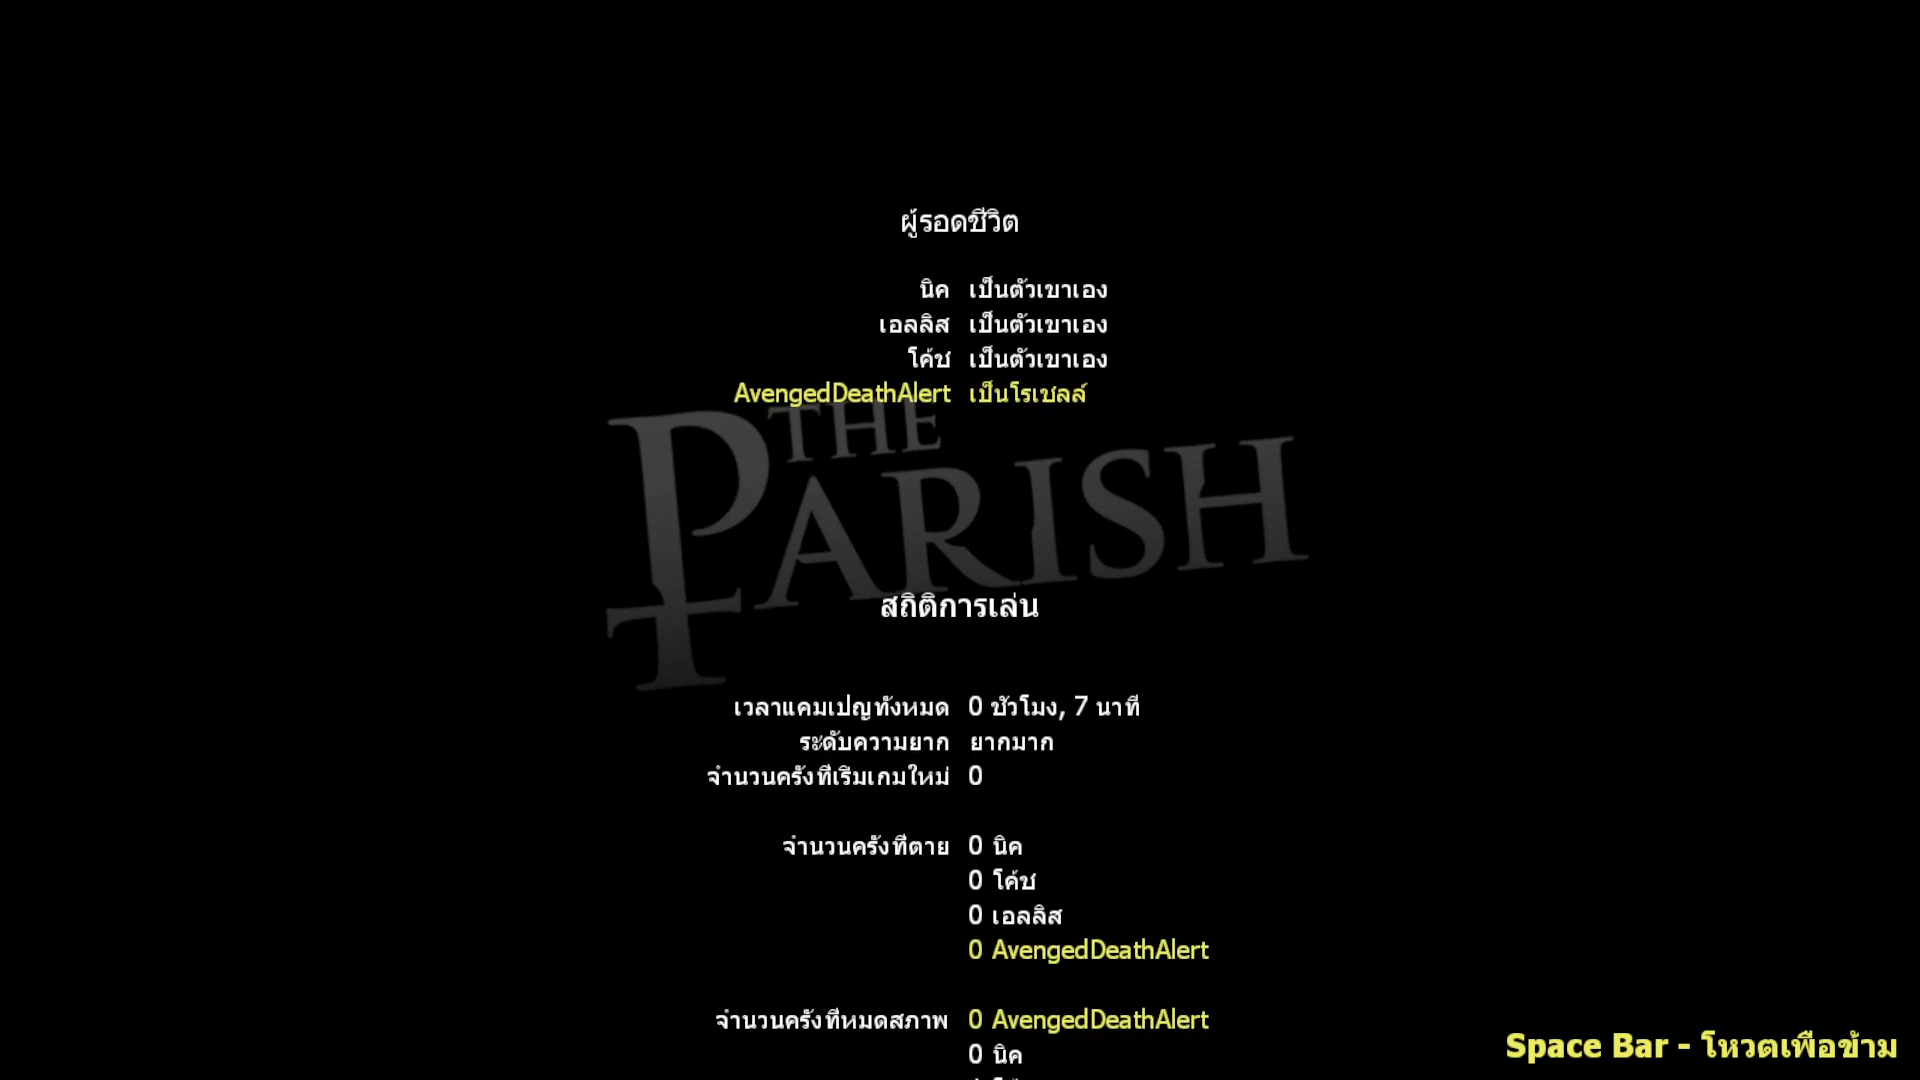 ผู้รอดชีวิต
นิค เป็นตัวเขาเอง
เอลลิส เป็นตัวเขาเอง
โค้ช เป็นตัวเขาเอง
AvengedDeathAlert เป็นโรเชลล์
THE
PARISH
สถิติการเล่น
เวลาแคมเปญทั้งหมด 0 ชั่วโมง, 7 นาที
ระดับความยาก ยากมาก
จำนวนครั้งที่เริ่มเกมใหม่ 0
จำนวนครั้งที่ตาย 0 นิค
0 โค้ช
0 เอลลิส
0 AvengedDeathAlert
จำนวนครั้งที่หมดสภาพ 0 AvengedDeathAlert
0 นิค
Space Bar - โหวตเพื่อข้าม